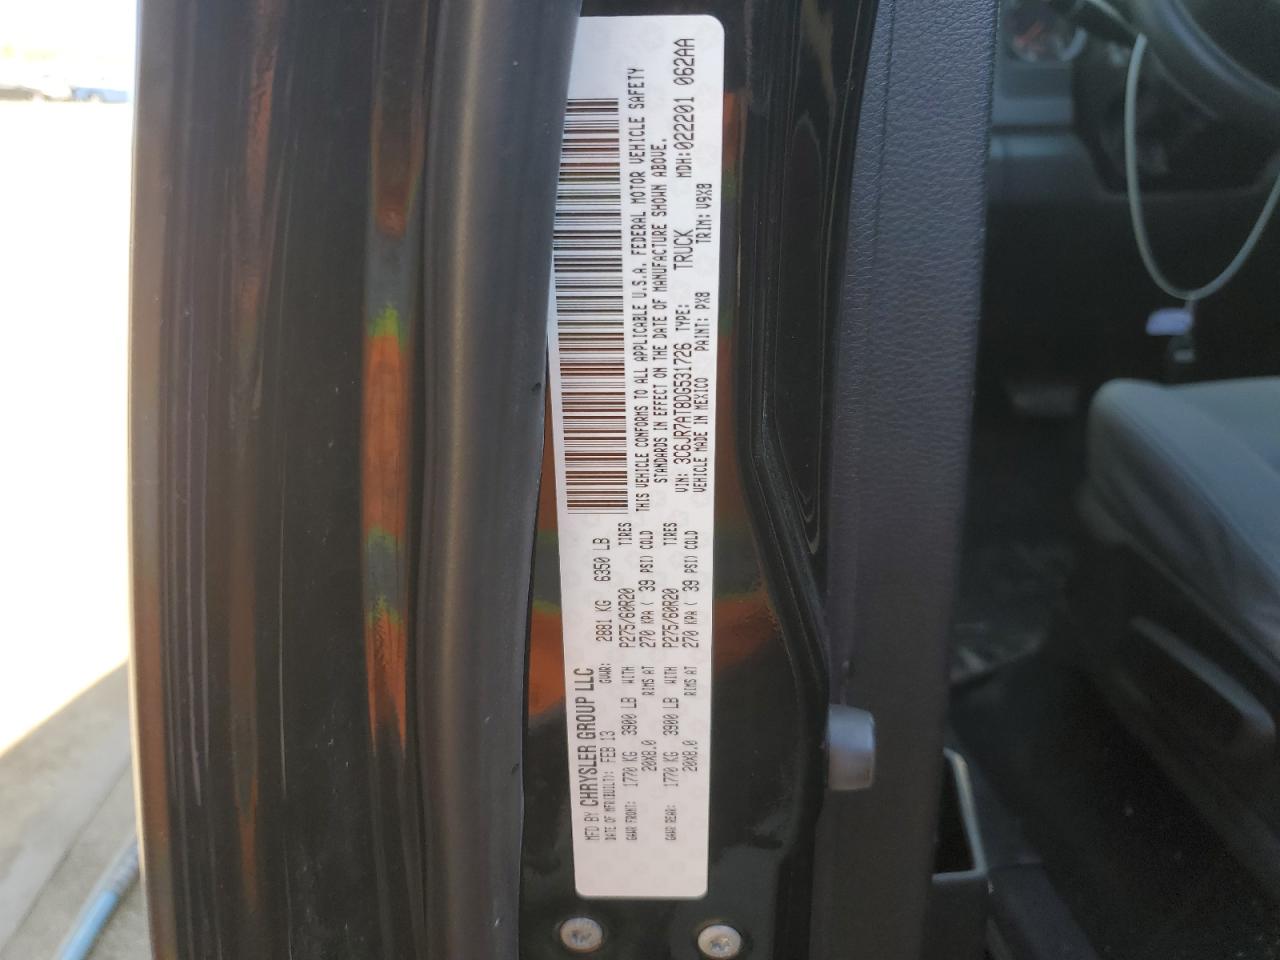 MFD BY CHRYSLER GROUP LLC
DATE OF MFR(BUILT): FEB 13 GVWR: 2881 KG 6350 LB
GAWR FRONT: 1770 KG 3900 LB WITH P275/60R20 TIRES
20X8.0 RIMS AT 270 KPA ( 39 PSI) COLD
GAWR REAR: 1770 KG 3900 LB WITH P275/60R20 TIRES
20X8.0 RIMS AT 270 KPA ( 39 PSI) COLD
THIS VEHICLE CONFORMS TO ALL APPLICABLE U.S.A. FEDERAL MOTOR VEHICLE SAFETY
STANDARDS IN EFFECT ON THE DATE OF MANUFACTURE SHOWN ABOVE.
VIN: 3C6JR7AT8DG531726 TYPE: TRUCK MDH:022201 062AA
VEHICLE MADE IN MEXICO PAINT: PX8 TRIM: V9X8